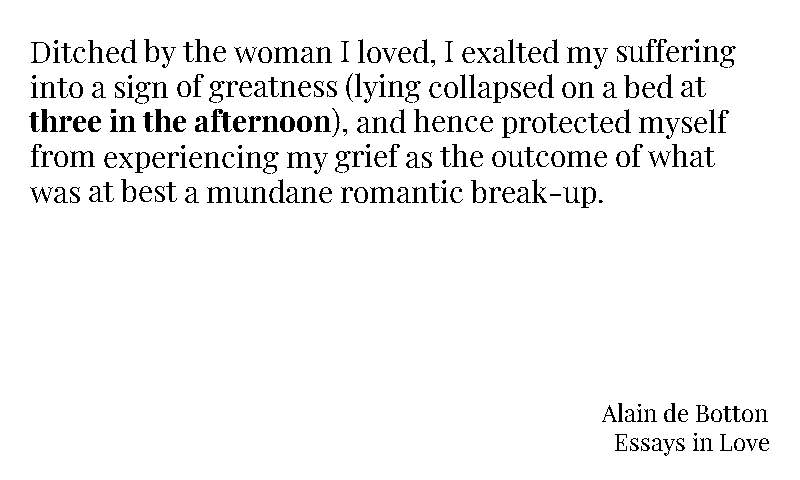 Ditched by the woman I loved, I exalted my suffering
into a sign of greatness (lying collapsed on a bed at
three in the afternoon), and hence protected myself
from experiencing my grief as the outcome of what
was at best a mundane romantic break-up.
Alain de Botton
Essays in Love